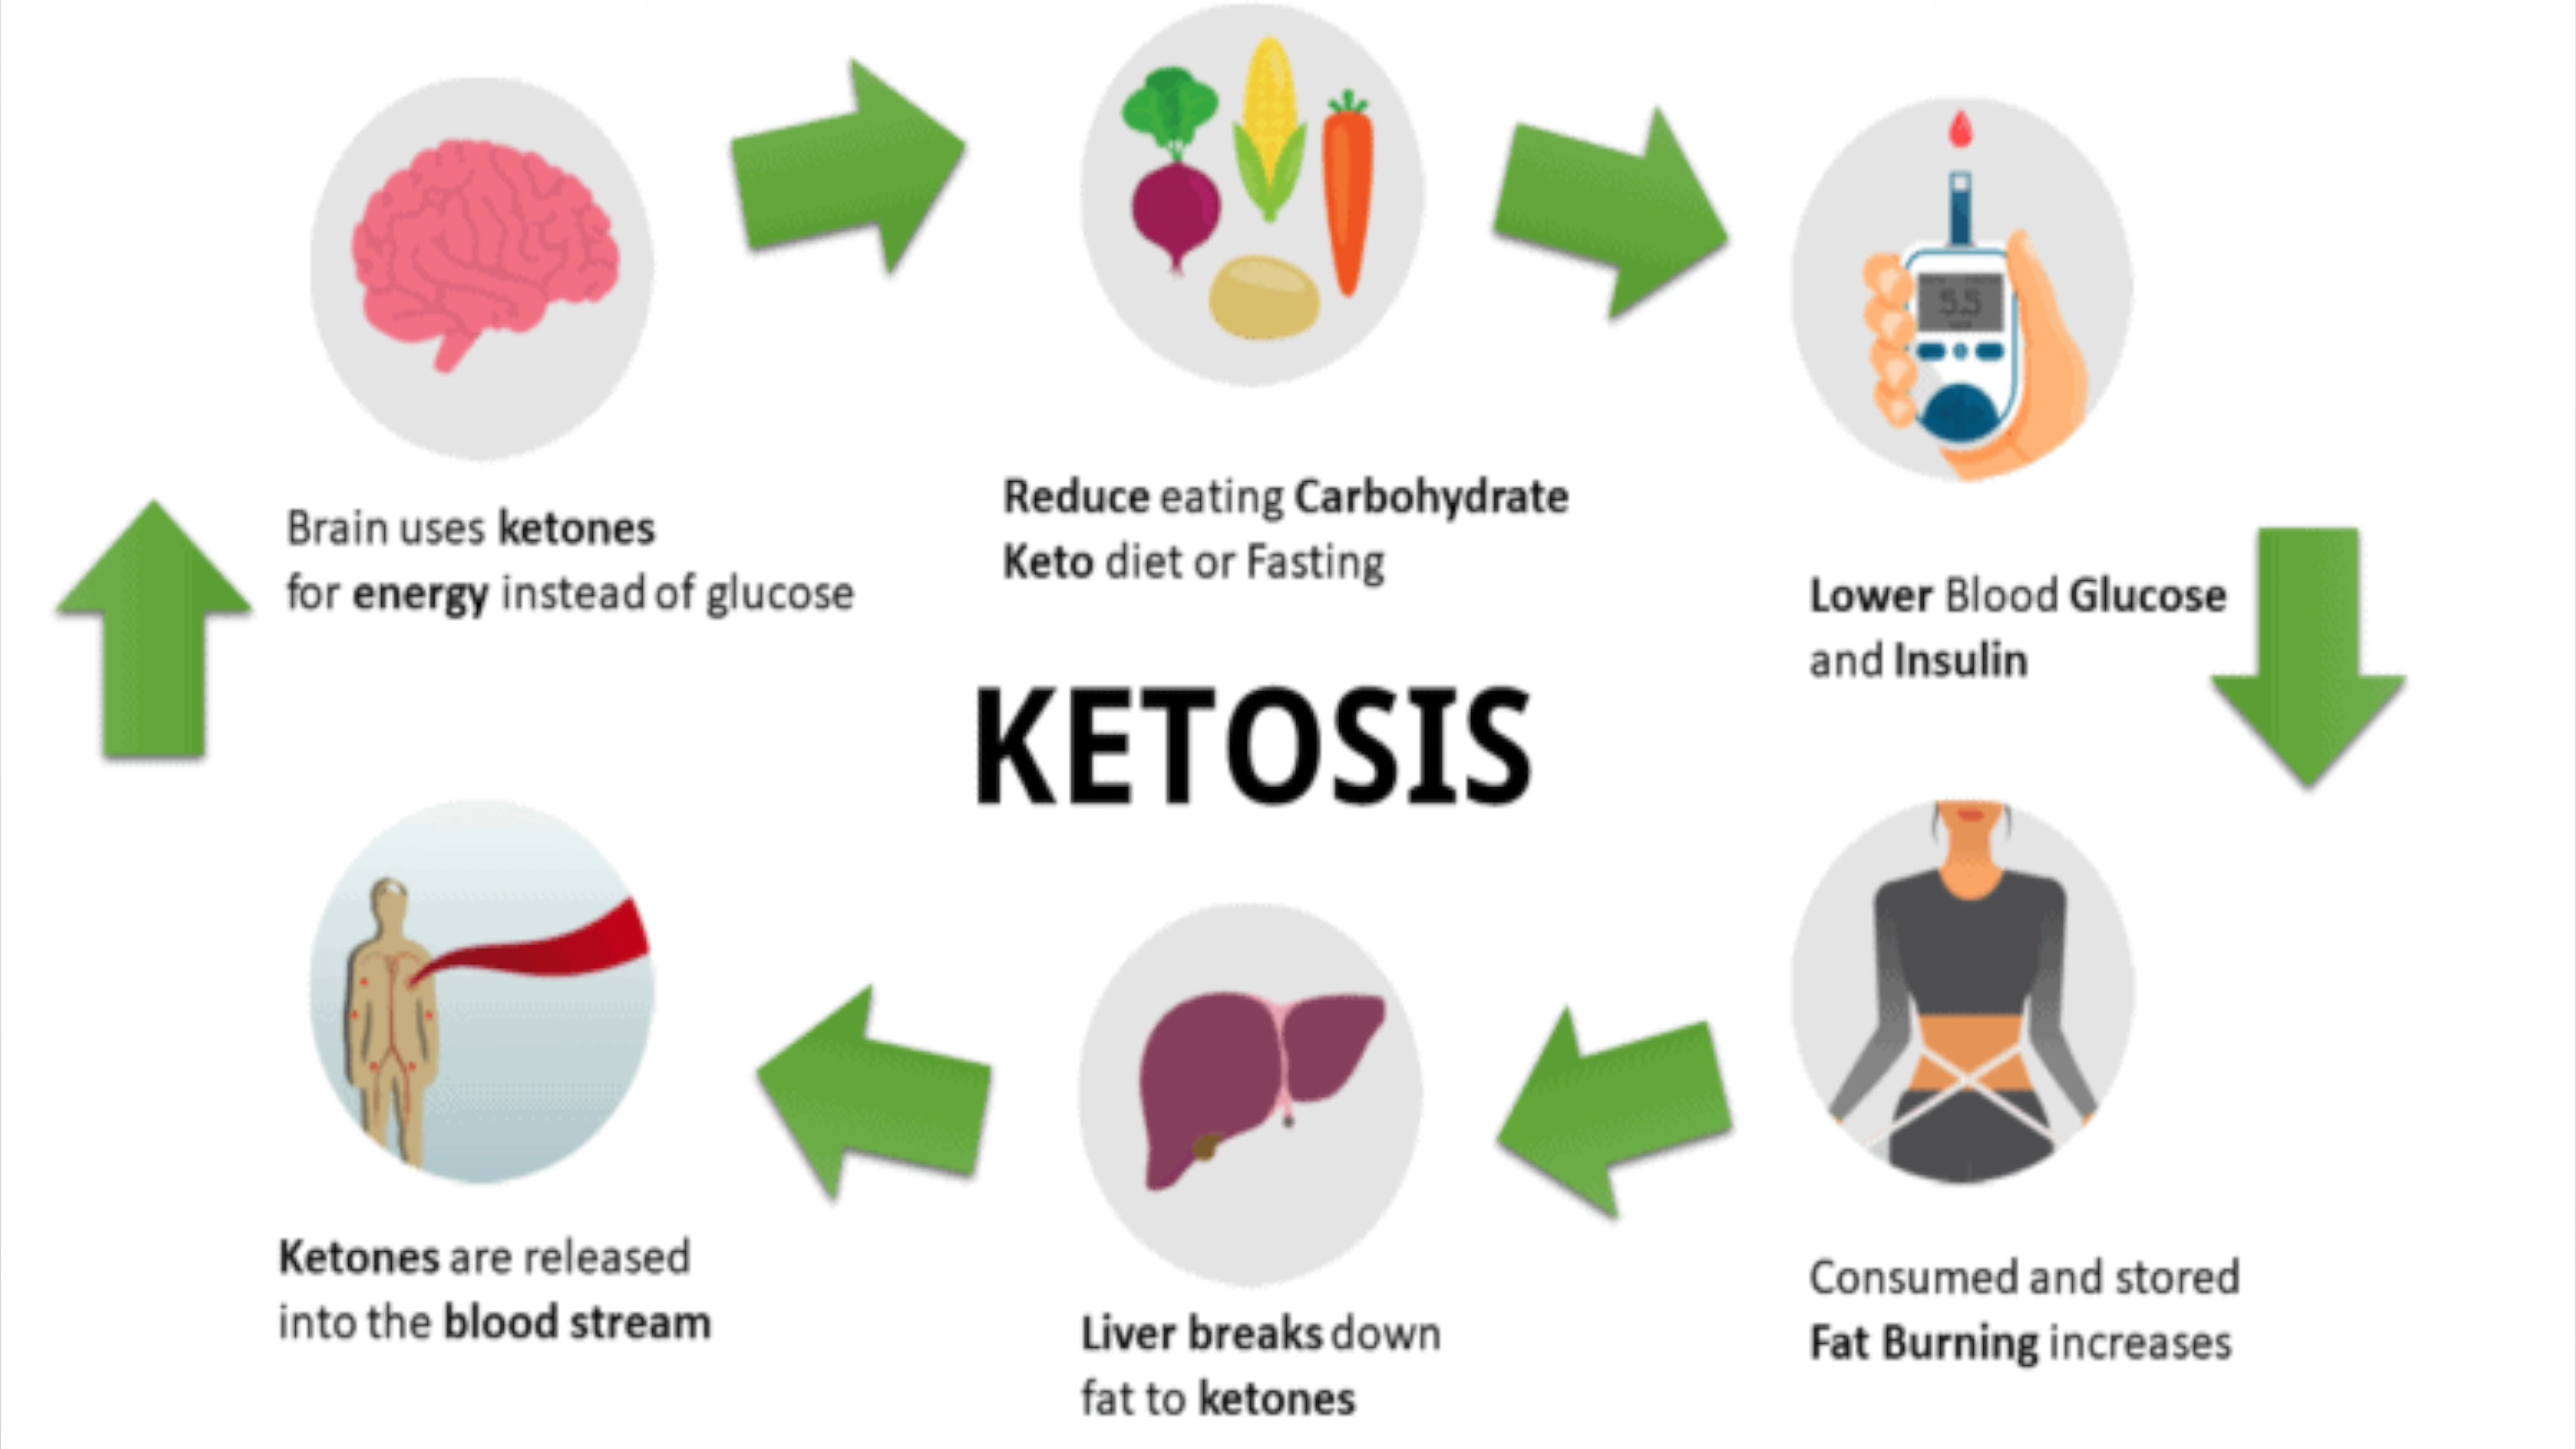 Reduce eating Carbohydrate
Keto diet or Fasting
5.5
Lower Blood Glucose
and Insulin
Consumed and stored
Fat Burning increases
Liver breaks down
fat to ketones
Ketones are released
into the blood stream
Brain uses ketones
for energy instead of glucose
KETOSIS